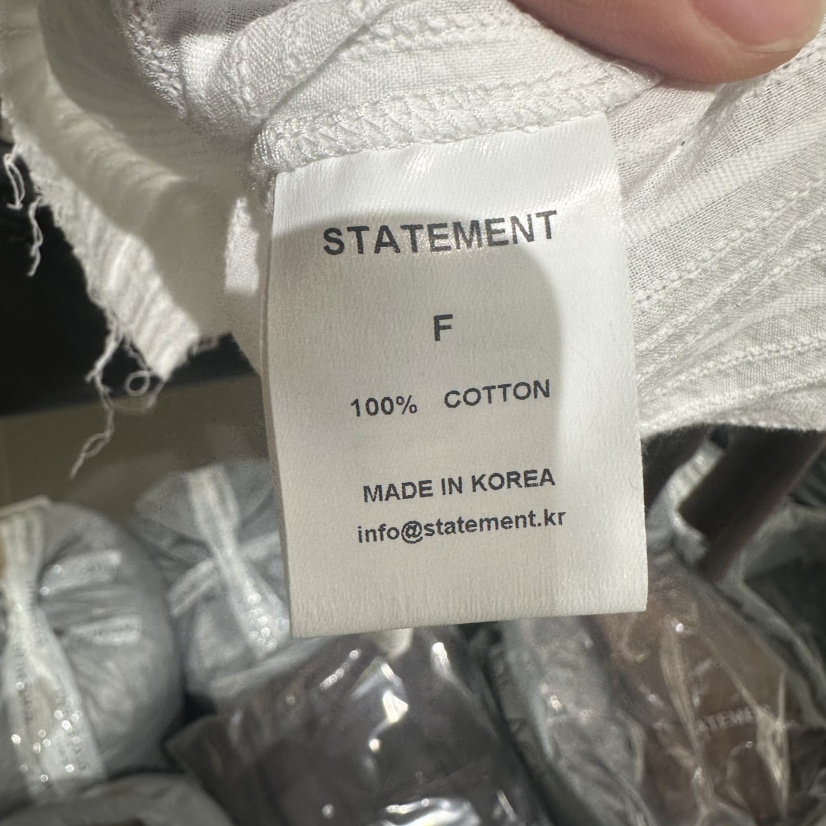 STATEMENT
F
100% COTTON
MADE IN KOREA
info@statement.kr